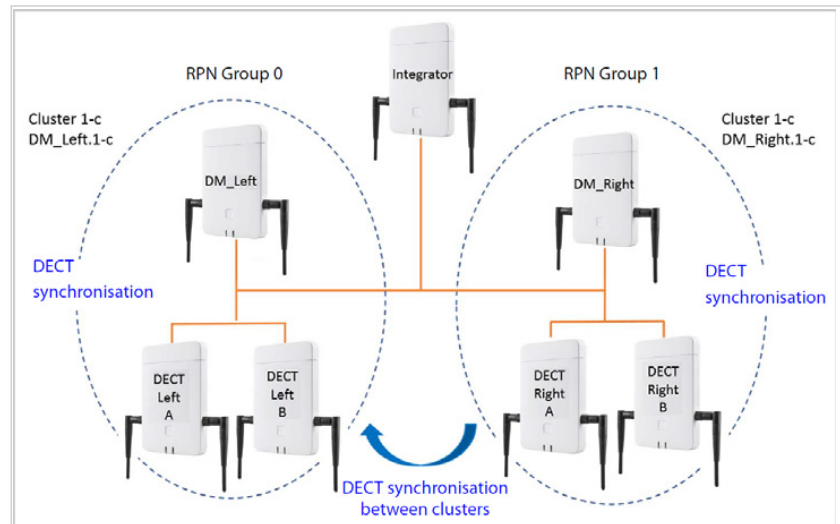 RPN Group 0
Integrator
RPN Group 1
Cluster 1-c
DM_Left.1-c
Cluster 1-c
DM_Right.1-c
DM_Left
DM_Right
DECT
synchronisation
DECT
synchronisation
DECT
Left
A
DECT
Left
B
DECT
Right
A
DECT
Right
B
DECT synchronisation
between clusters